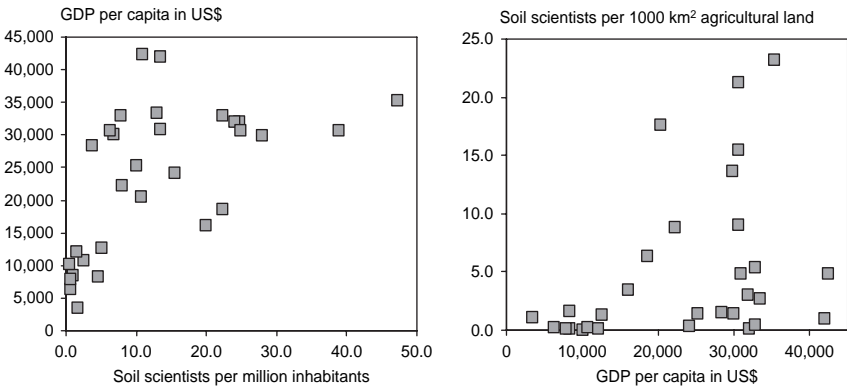 GDP per capita in US$
45,000
40,000
35,000
30,000
25,000
20,000
15,000
10,000
5,000
0
0.0 10.0 20.0 30.0 40.0 50.0
Soil scientists per million inhabitants
Soil scientists per 1000 km² agricultural land
25.0
20.0
15.0
10.0
5.0
0.0
0 10,000 20,000 30,000 40,000
GDP per capita in US$